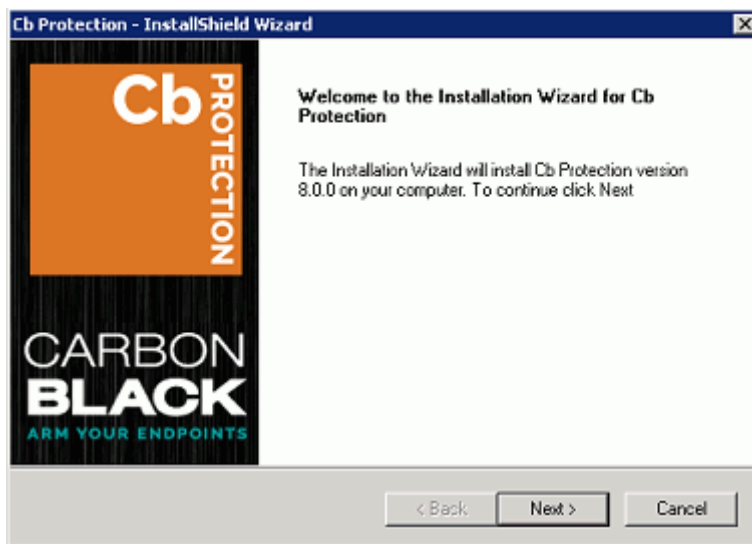 Cb Protection - InstallShield Wizard
Cb
PROTECTION
CARBON
BLACK
ARM YOUR ENDPOINTS
Welcome to the Installation Wizard for Cb
Protection
The Installation Wizard will install Cb Protection version
8.0.0 on your computer. To continue click Next
< Back
Next >
Cancel